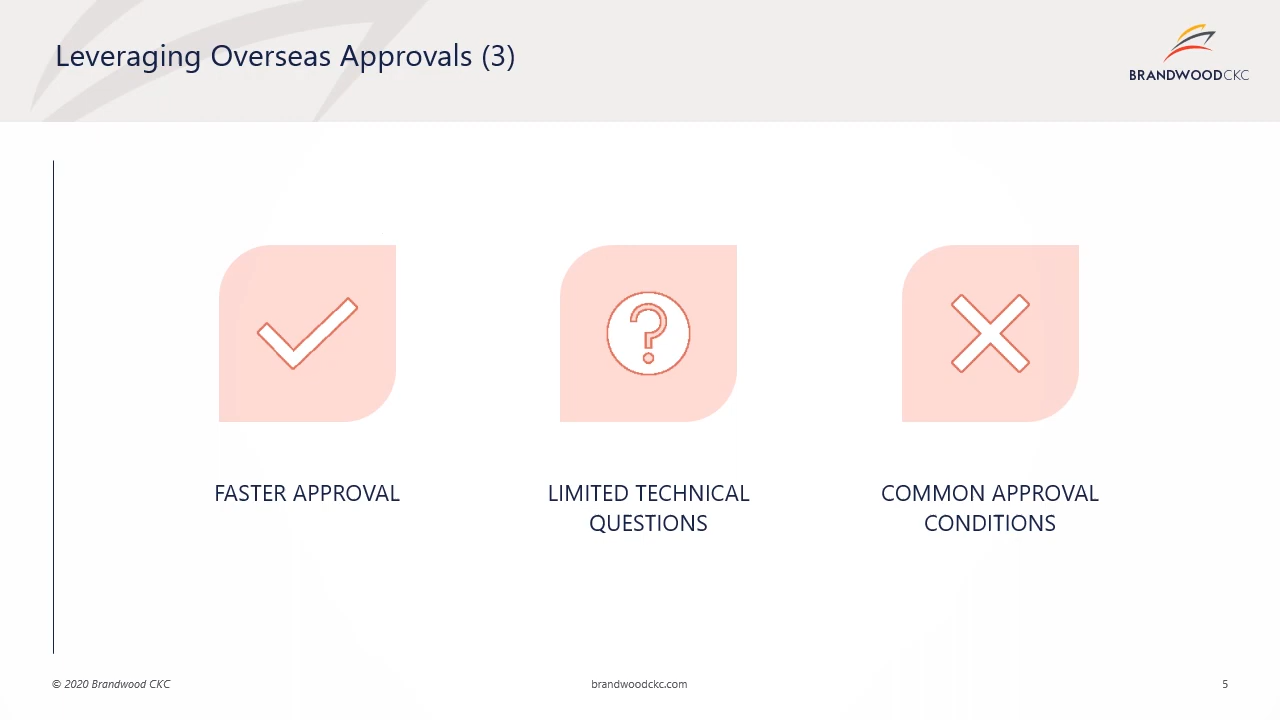 Leveraging Overseas Approvals (3)
BRANDWOODCKC
FASTER APPROVAL
LIMITED TECHNICAL
QUESTIONS
COMMON APPROVAL
CONDITIONS
© 2020 Brandwood CKC
brandwoodckc.com
5